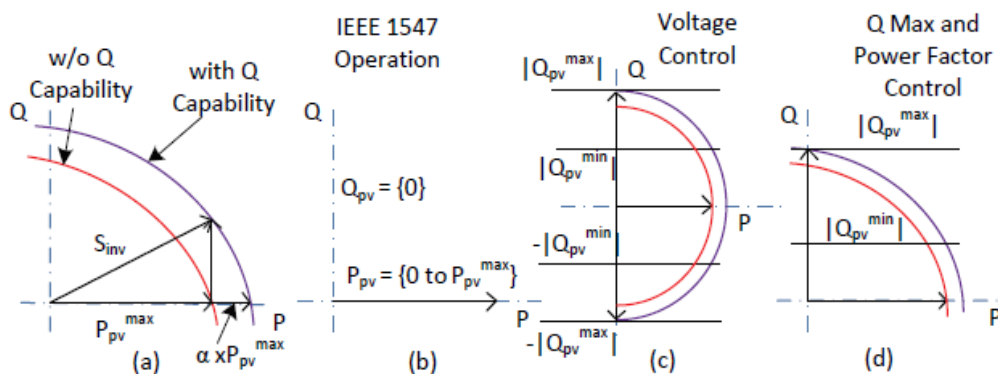 w/o Q
Capability
with Q
Capability
Q
S_inv
P_pv^max
P
α xP_pv^max
(a)
IEEE 1547
Operation
Q
Q_pv = {0}
P_pv = {0 to P_pv^max}
P
(b)
Voltage
Control
|Q_pv^max|
Q
|Q_pv^min|
P
-|Q_pv^min|
-|Q_pv^max|
(c)
Q Max and
Power Factor
Control
Q
|Q_pv^max|
|Q_pv^min|
P
(d)